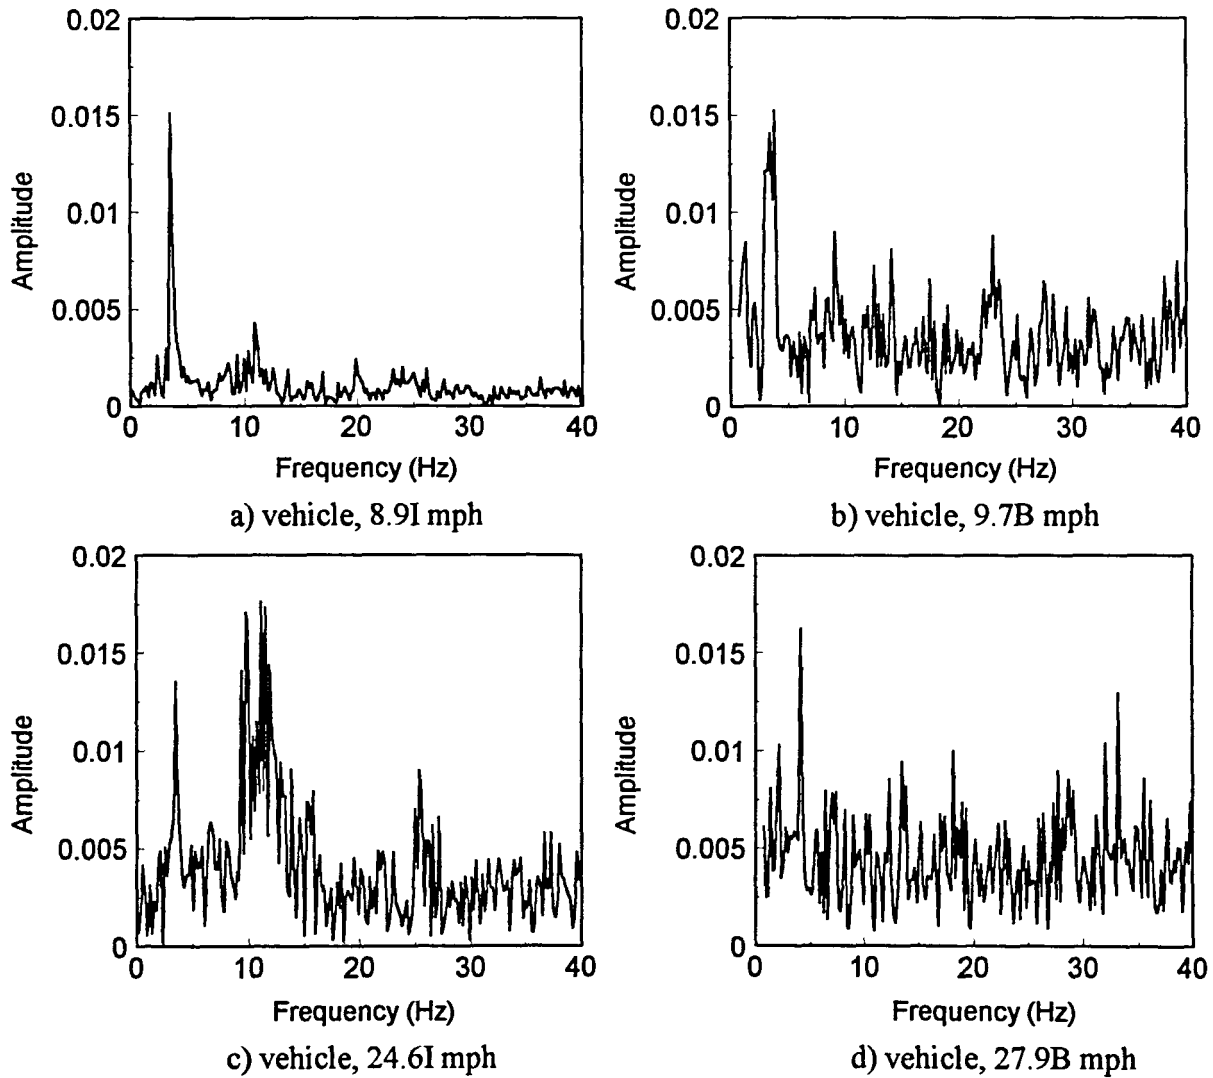 0.02
0.015
0.01
0.005
0
Amplitude
0 10 20 30 40
Frequency (Hz)
a) vehicle, 8.9I mph
0.02
0.015
0.01
0.005
0
Amplitude
0 10 20 30 40
Frequency (Hz)
b) vehicle, 9.7B mph
0.02
0.015
0.01
0.005
0
Amplitude
0 10 20 30 40
Frequency (Hz)
c) vehicle, 24.6I mph
0.02
0.015
0.01
0.005
0
Amplitude
0 10 20 30 40
Frequency (Hz)
d) vehicle, 27.9B mph